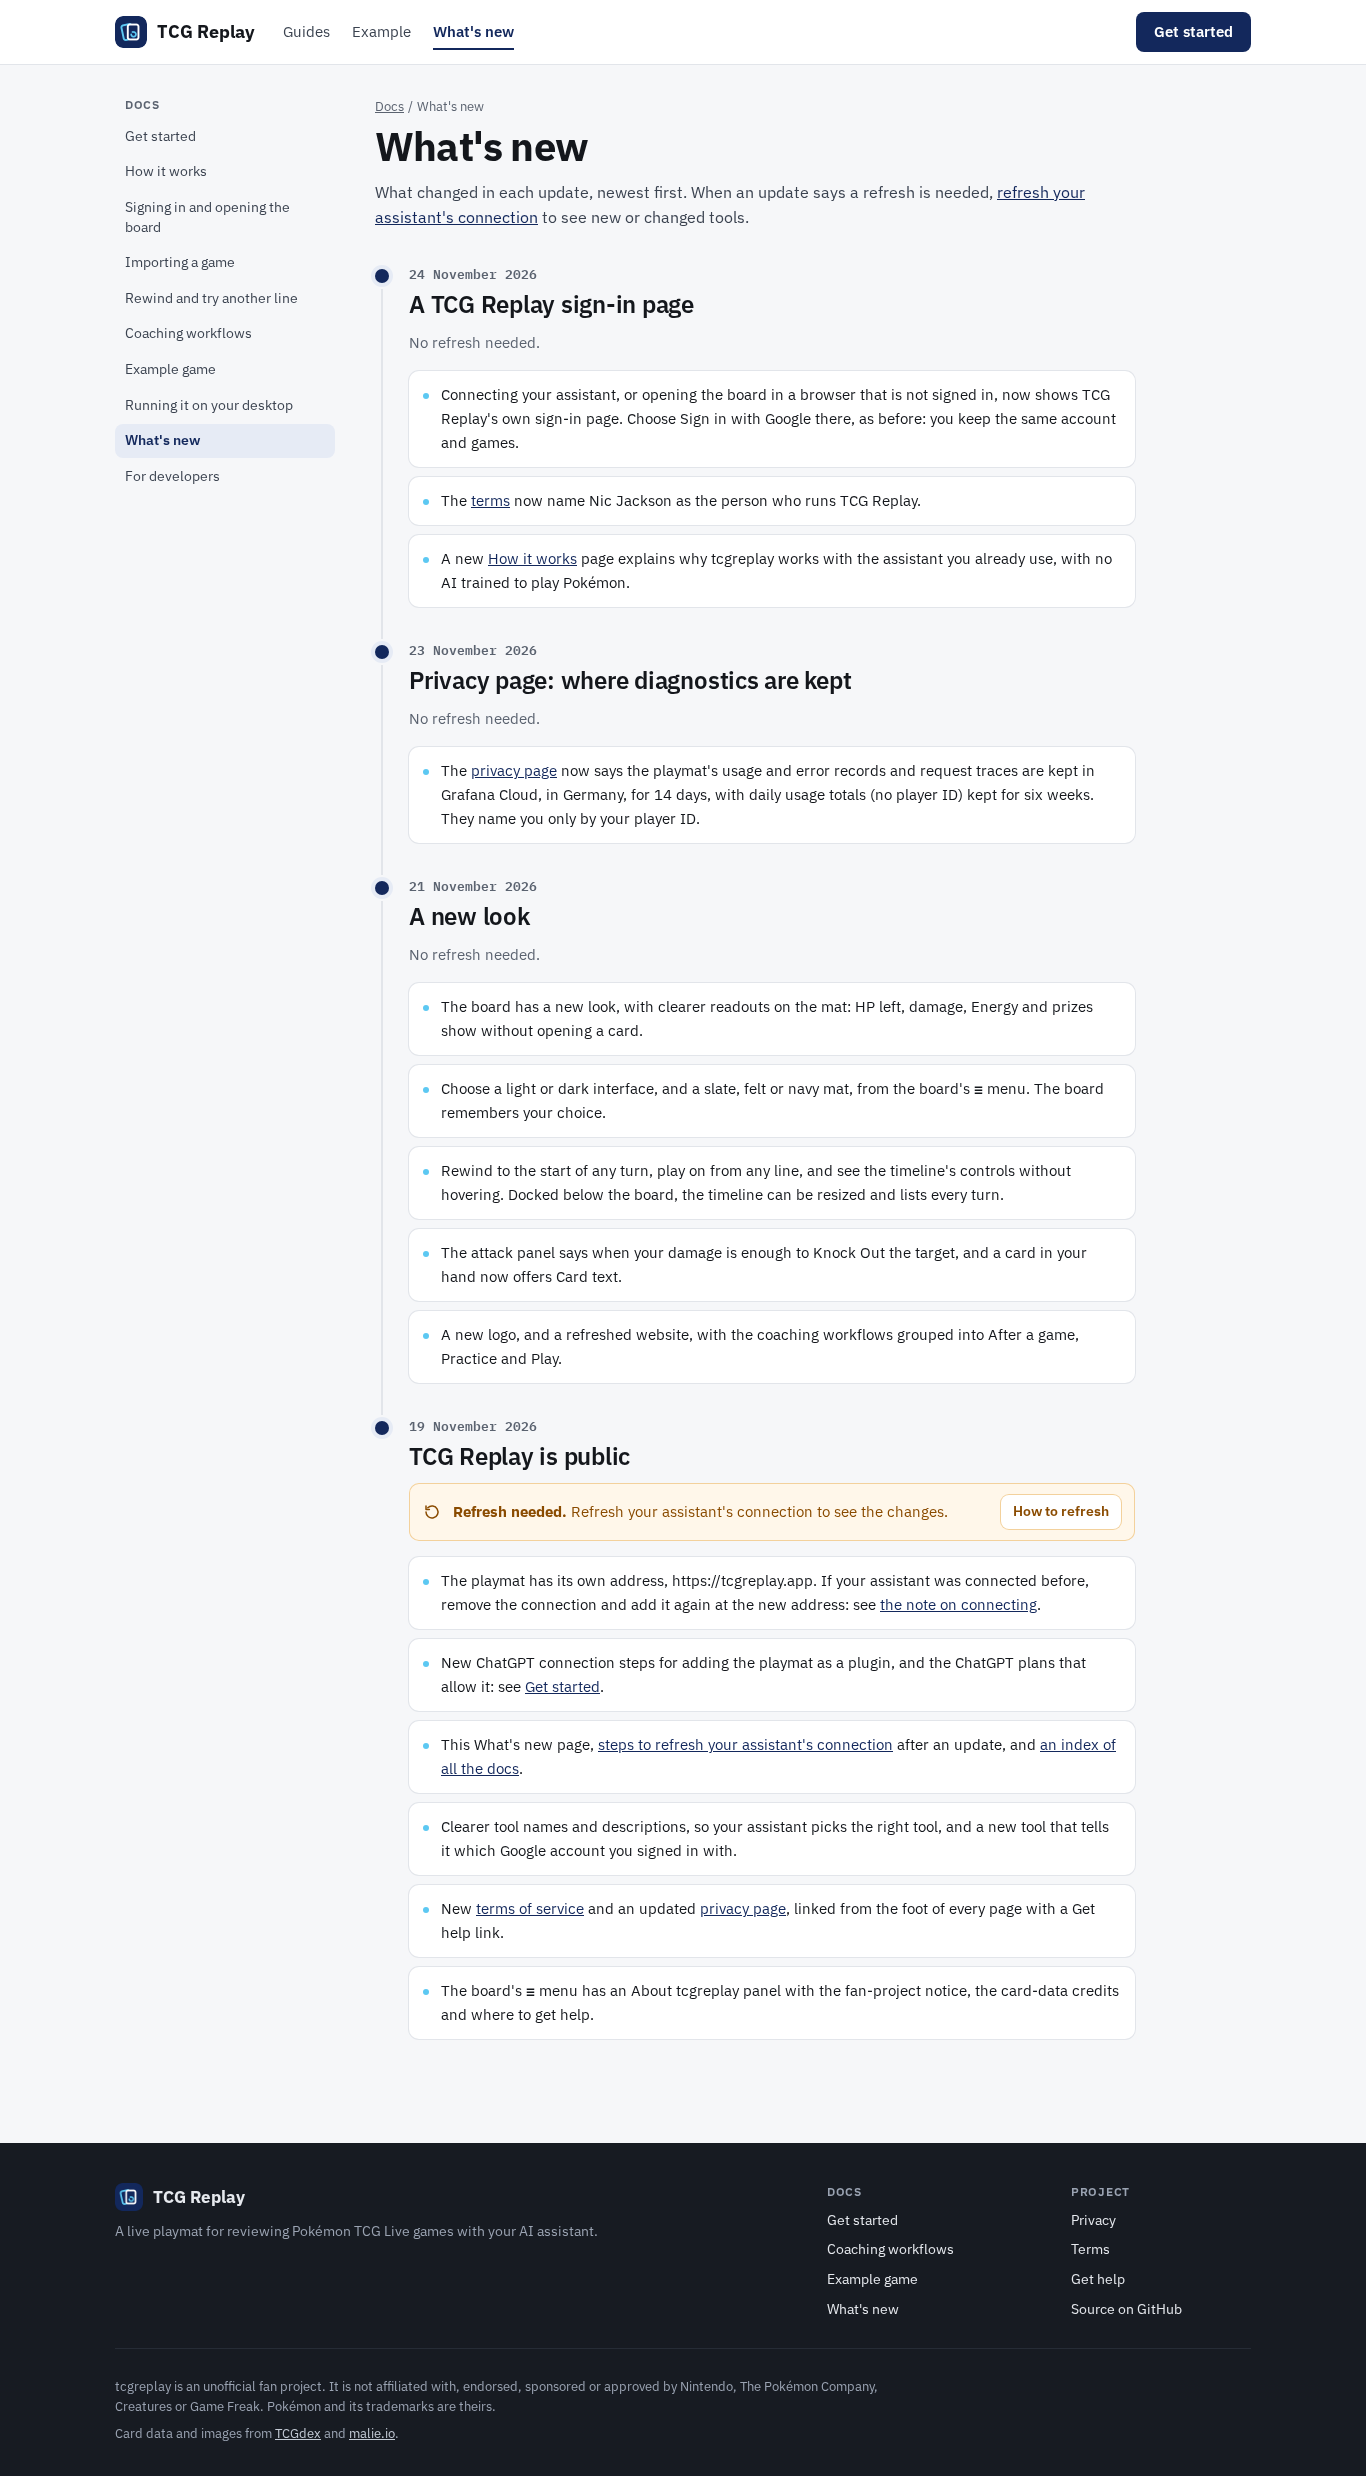 TCG Replay
Guides
Example
What's new
Get started
DOCS
Get started
How it works
Signing in and opening the
board
Importing a game
Rewind and try another line
Coaching workflows
Example game
Running it on your desktop
What's new
For developers
Docs / What's new
What's new
What changed in each update, newest first. When an update says a refresh is needed, refresh your
assistant's connection to see new or changed tools.
24 November 2026
A TCG Replay sign-in page
No refresh needed.
Connecting your assistant, or opening the board in a browser that is not signed in, now shows TCG
Replay's own sign-in page. Choose Sign in with Google there, as before: you keep the same account
and games.
The terms now name Nic Jackson as the person who runs TCG Replay.
A new How it works page explains why tcgreplay works with the assistant you already use, with no
AI trained to play Pokémon.
23 November 2026
Privacy page: where diagnostics are kept
No refresh needed.
The privacy page now says the playmat's usage and error records and request traces are kept in
Grafana Cloud, in Germany, for 14 days, with daily usage totals (no player ID) kept for six weeks.
They name you only by your player ID.
21 November 2026
A new look
No refresh needed.
The board has a new look, with clearer readouts on the mat: HP left, damage, Energy and prizes
show without opening a card.
Choose a light or dark interface, and a slate, felt or navy mat, from the board's ≡ menu. The board
remembers your choice.
Rewind to the start of any turn, play on from any line, and see the timeline's controls without
hovering. Docked below the board, the timeline can be resized and lists every turn.
The attack panel says when your damage is enough to Knock Out the target, and a card in your
hand now offers Card text.
A new logo, and a refreshed website, with the coaching workflows grouped into After a game,
Practice and Play.
19 November 2026
TCG Replay is public
Refresh needed. Refresh your assistant's connection to see the changes.
How to refresh
The playmat has its own address, https://tcgreplay.app. If your assistant was connected before,
remove the connection and add it again at the new address: see the note on connecting.
New ChatGPT connection steps for adding the playmat as a plugin, and the ChatGPT plans that
allow it: see Get started.
This What's new page, steps to refresh your assistant's connection after an update, and an index of
all the docs.
Clearer tool names and descriptions, so your assistant picks the right tool, and a new tool that tells
it which Google account you signed in with.
New terms of service and an updated privacy page, linked from the foot of every page with a Get
help link.
The board's ≡ menu has an About tcgreplay panel with the fan-project notice, the card-data credits
and where to get help.
TCG Replay
A live playmat for reviewing Pokémon TCG Live games with your AI assistant.
DOCS
Get started
Coaching workflows
Example game
What's new
PROJECT
Privacy
Terms
Get help
Source on GitHub
tcgreplay is an unofficial fan project. It is not affiliated with, endorsed, sponsored or approved by Nintendo, The Pokémon Company,
Creatures or Game Freak. Pokémon and its trademarks are theirs.
Card data and images from TCGdex and malie.io.